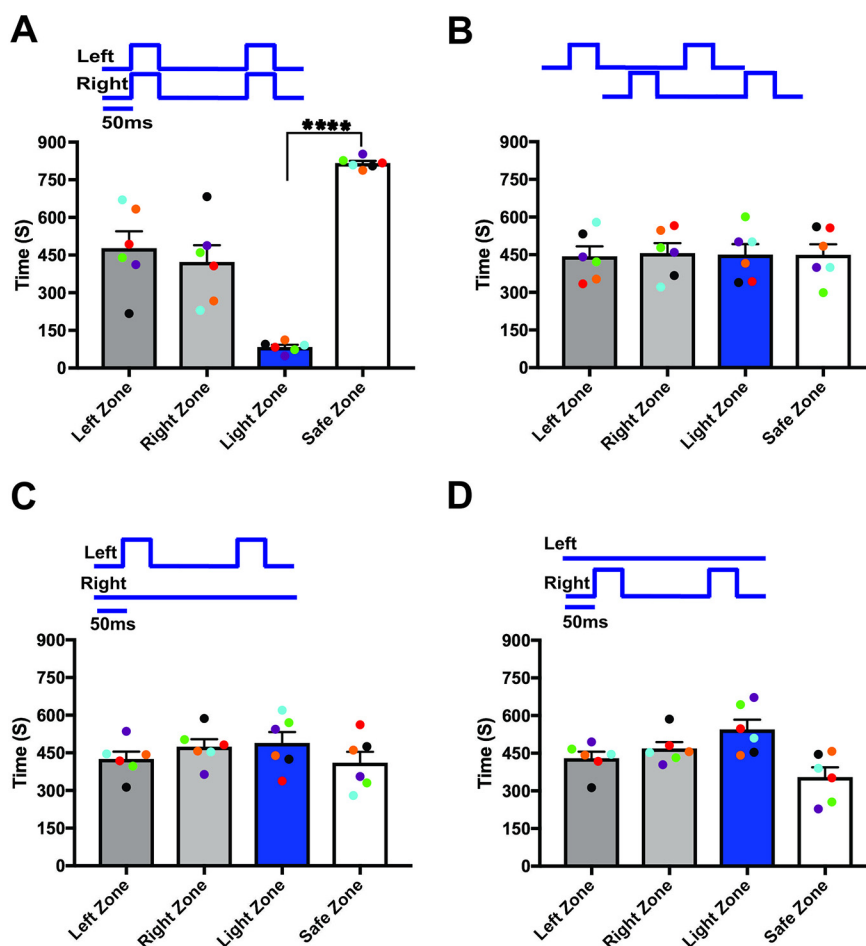 A
Left
Right
50ms
****
900
750
600
450
300
150
0
Time (S)
Left Zone
Right Zone
Light Zone
Safe Zone
B
900
750
600
450
300
150
0
Time (S)
Left Zone
Right Zone
Light Zone
Safe Zone
C
Left
Right
50ms
900
750
600
450
300
150
0
Time (S)
Left Zone
Right Zone
Light Zone
Safe Zone
D
Left
Right
50ms
900
750
600
450
300
150
0
Time (S)
Left Zone
Right Zone
Light Zone
Safe Zone